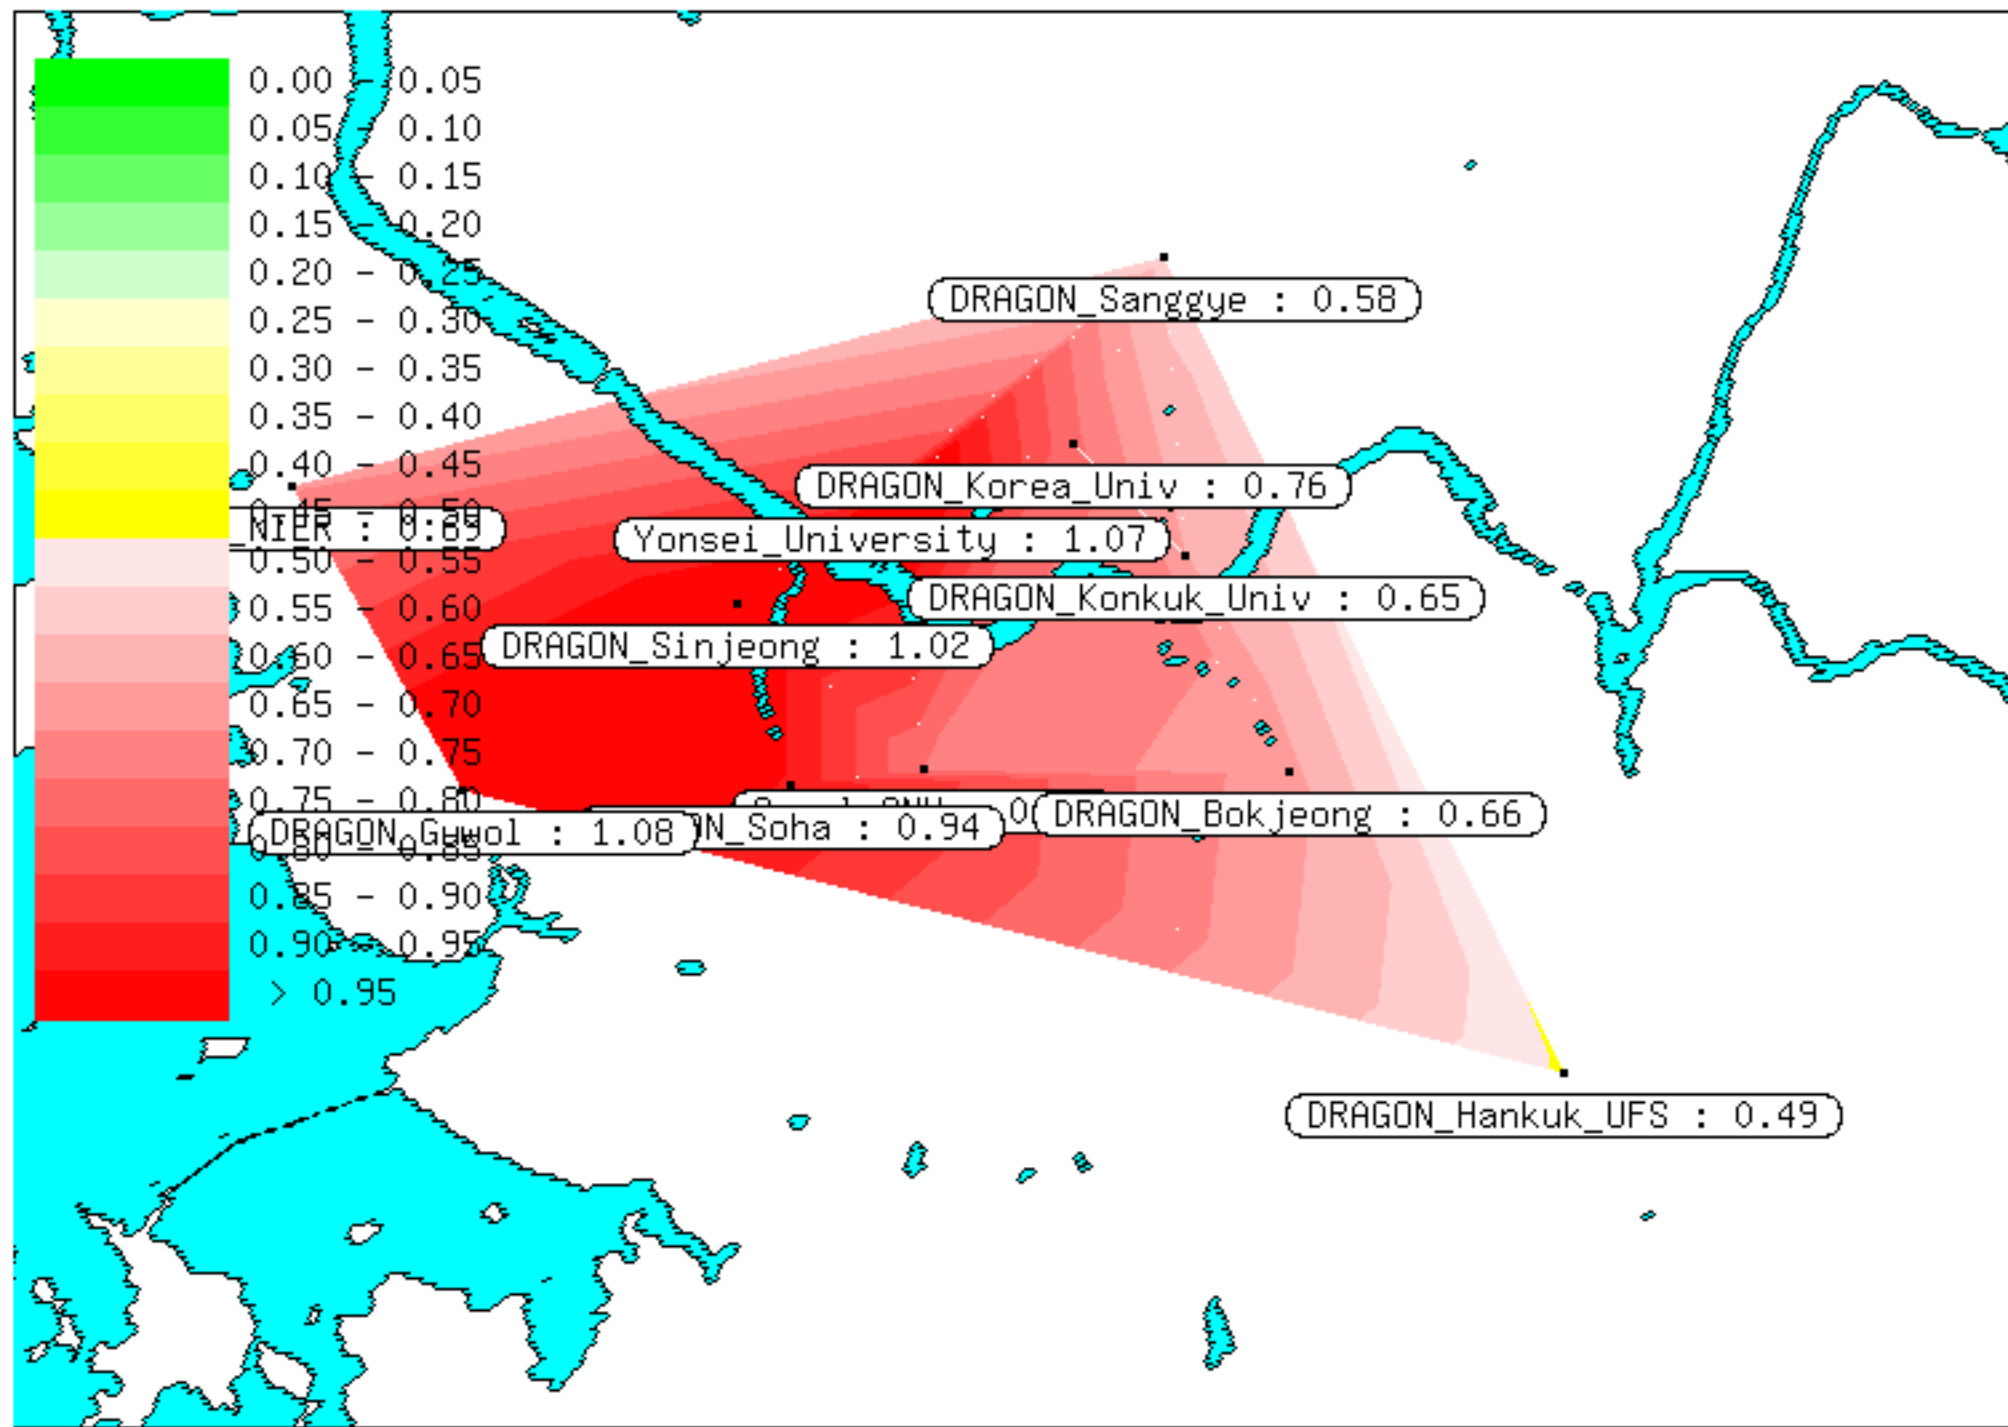 0.00 - 0.05
0.05 - 0.10
0.10 - 0.15
0.15 - 0.20
0.20 - 0.25
0.25 - 0.30
DRAGON_Sanggye : 0.58
0.30 - 0.35
0.35 - 0.40
0.40 - 0.45
DRAGON_Korea_Univ : 0.76
_NIER :
Yonsei_University : 1.07
0.50 - 0.55
0.55 - 0.60
DRAGON_Konkuk_Univ : 0.65
0.60 - 0.65
DRAGON_Sinjeong : 1.02
0.65 - 0.70
0.70 - 0.75
0.75 - 0.80
DRAGON_Guwol : 1.08
N_Soha : 0.94
DRAGON_Bokjeong : 0.66
0.80 - 0.85
0.85 - 0.90
0.90 - 0.95
> 0.95
DRAGON_Hankuk_UFS : 0.49